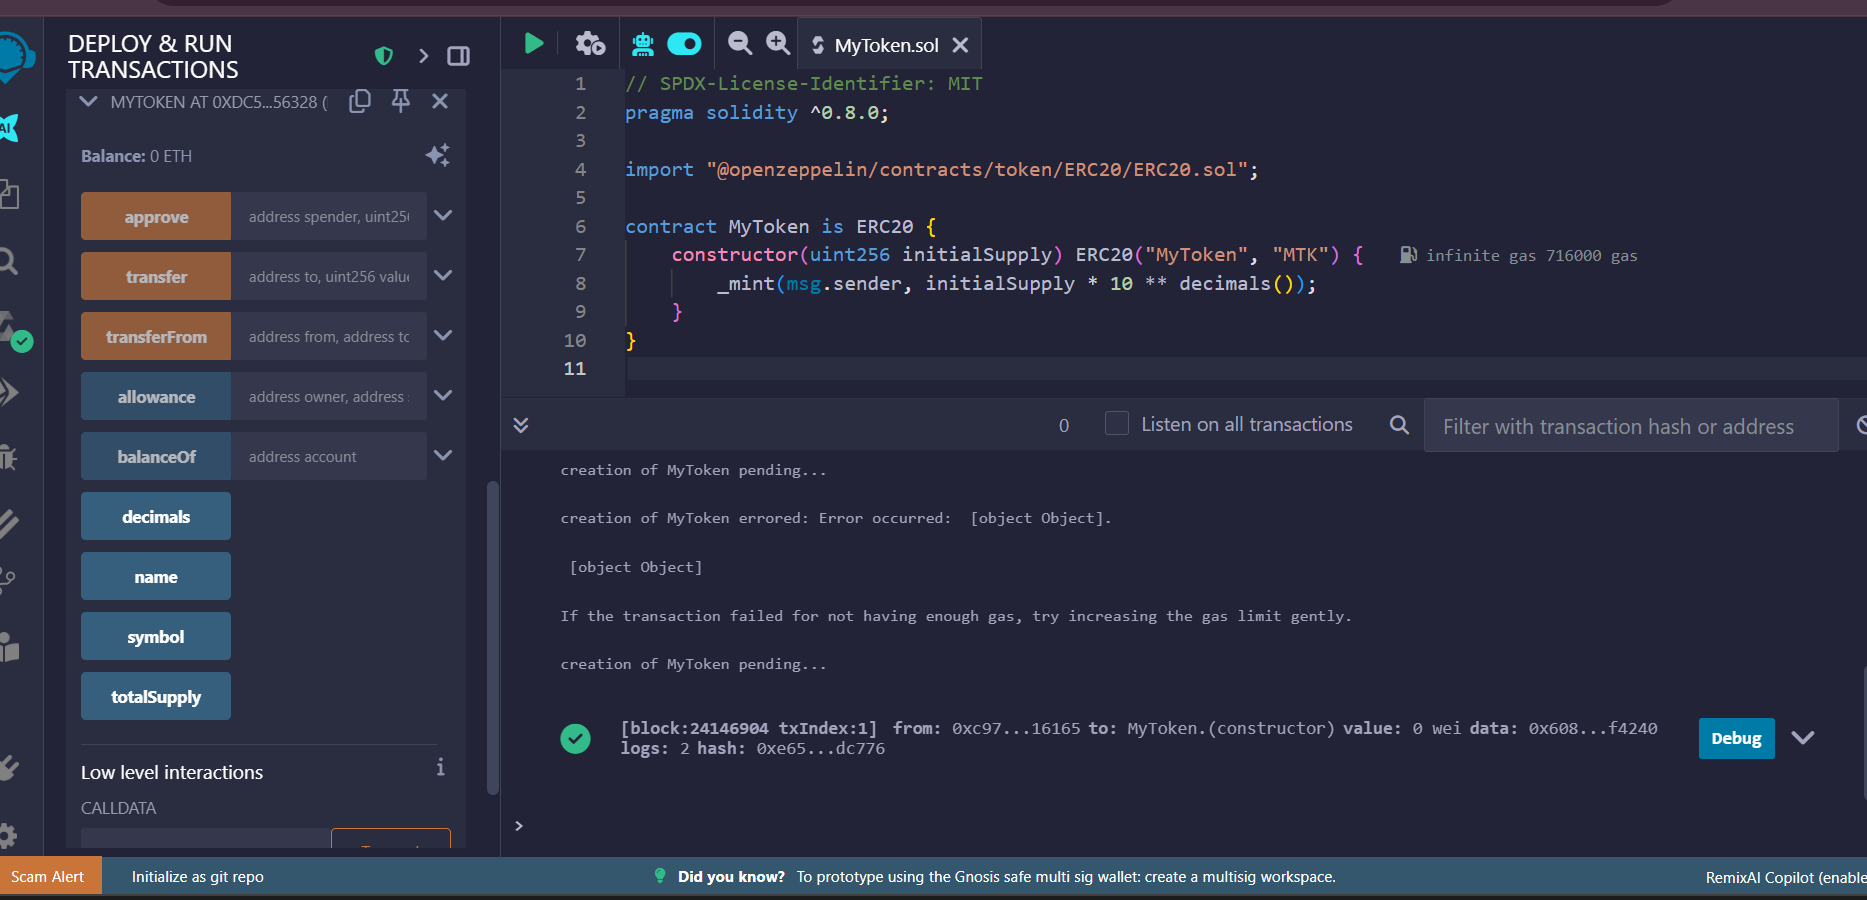 DEPLOY & RUN
TRANSACTIONS
MYTOKEN AT 0XDC5...56328 (
Balance: 0 ETH
approve
address spender, uint256
transfer
address to, uint256 value
transferFrom
address from, address to
allowance
address owner, address
balanceOf
address account
decimals
name
symbol
totalSupply
Low level interactions
i
CALLDATA
AI
MyToken.sol
1 // SPDX-License-Identifier: MIT
2 pragma solidity ^0.8.0;
3
4 import "@openzeppelin/contracts/token/ERC20/ERC20.sol";
5
6 contract MyToken is ERC20 {
7 constructor(uint256 initialSupply) ERC20("MyToken", "MTK") { infinite gas 716000 gas
8 _mint(msg.sender, initialSupply * 10 ** decimals());
9 }
10 }
11
0 Listen on all transactions Filter with transaction hash or address
creation of MyToken pending...
creation of MyToken errored: Error occurred: [object Object].
[object Object]
If the transaction failed for not having enough gas, try increasing the gas limit gently.
creation of MyToken pending...
[block:24146904 txIndex:1] from: 0xc97...16165 to: MyToken.(constructor) value: 0 wei data: 0x608...f4240
logs: 2 hash: 0xe65...dc776
Debug
>
Scam Alert Initialize as git repo Did you know? To prototype using the Gnosis safe multi sig wallet: create a multisig workspace. RemixAI Copilot (enable